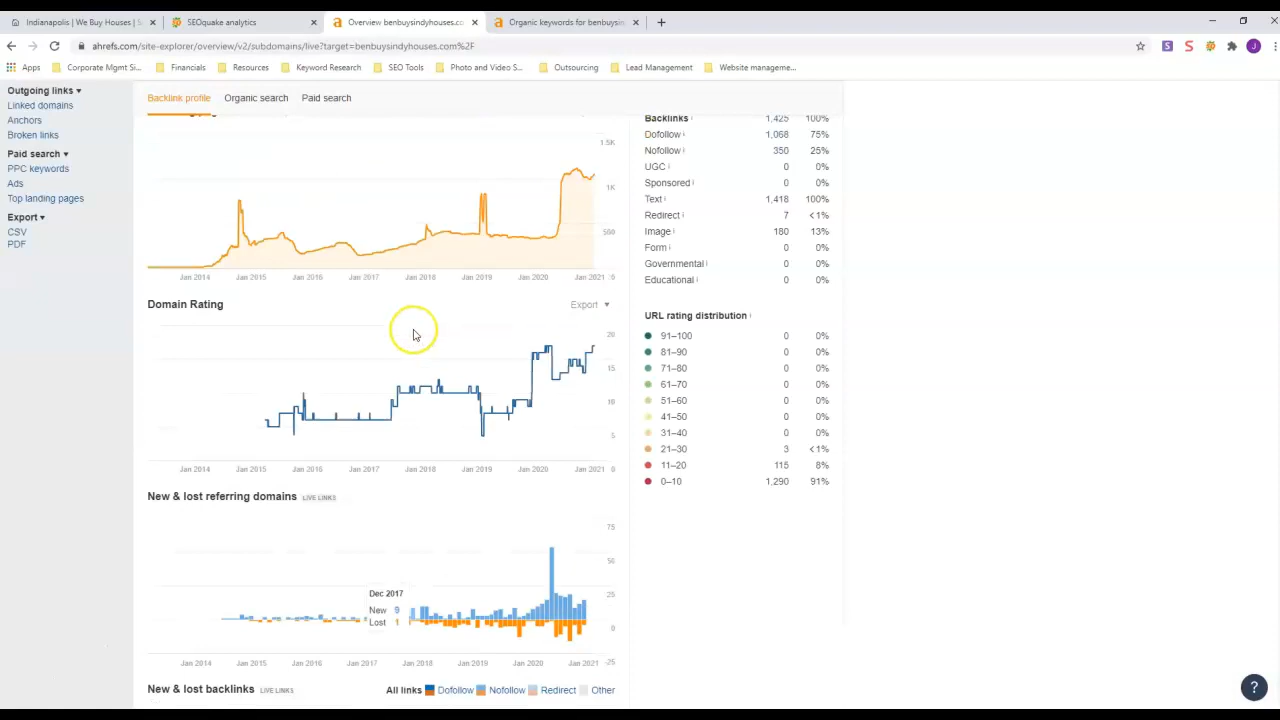 Indianapolis | We Buy Houses | S
SEOquake analytics
Overview benbuysindyhouses.co
Organic keywords for benbuysin
ahrefs.com/site-explorer/overview/v2/subdomains/live?target=benbuysindyhouses.com%2F
Apps
Corporate Mgmt Si...
Financials
Resources
Keyword Research
SEO Tools
Photo and Video S...
Outsourcing
Lead Management
Website manageme...
Outgoing links
Linked domains
Anchors
Broken links
Paid search
PPC keywords
Ads
Top landing pages
Export
CSV
PDF
Backlink profile Organic search Paid search
1.5K
1K
500
0
Jan 2014 Jan 2015 Jan 2016 Jan 2017 Jan 2018 Jan 2019 Jan 2020 Jan 2021
Domain Rating
Export
20
15
10
5
0
Jan 2014 Jan 2015 Jan 2016 Jan 2017 Jan 2018 Jan 2019 Jan 2020 Jan 2021
New & lost referring domains LIVE LINKS
75
50
25
0
-25
Dec 2017
New 9
Lost 1
Jan 2014 Jan 2015 Jan 2016 Jan 2017 Jan 2018 Jan 2019 Jan 2020 Jan 2021
New & lost backlinks LIVE LINKS
All links Dofollow Nofollow Redirect Other
Backlinks 1,425 100%
Dofollow 1,068 75%
Nofollow 350 25%
UGC 0 0%
Sponsored 0 0%
Text 1,418 100%
Redirect 7 <1%
Image 180 13%
Form 0 0%
Governmental 0 0%
Educational 0 0%
URL rating distribution
91–100 0 0%
81–90 0 0%
71–80 0 0%
61–70 0 0%
51–60 0 0%
41–50 0 0%
31–40 0 0%
21–30 3 <1%
11–20 115 8%
0–10 1,290 91%
?